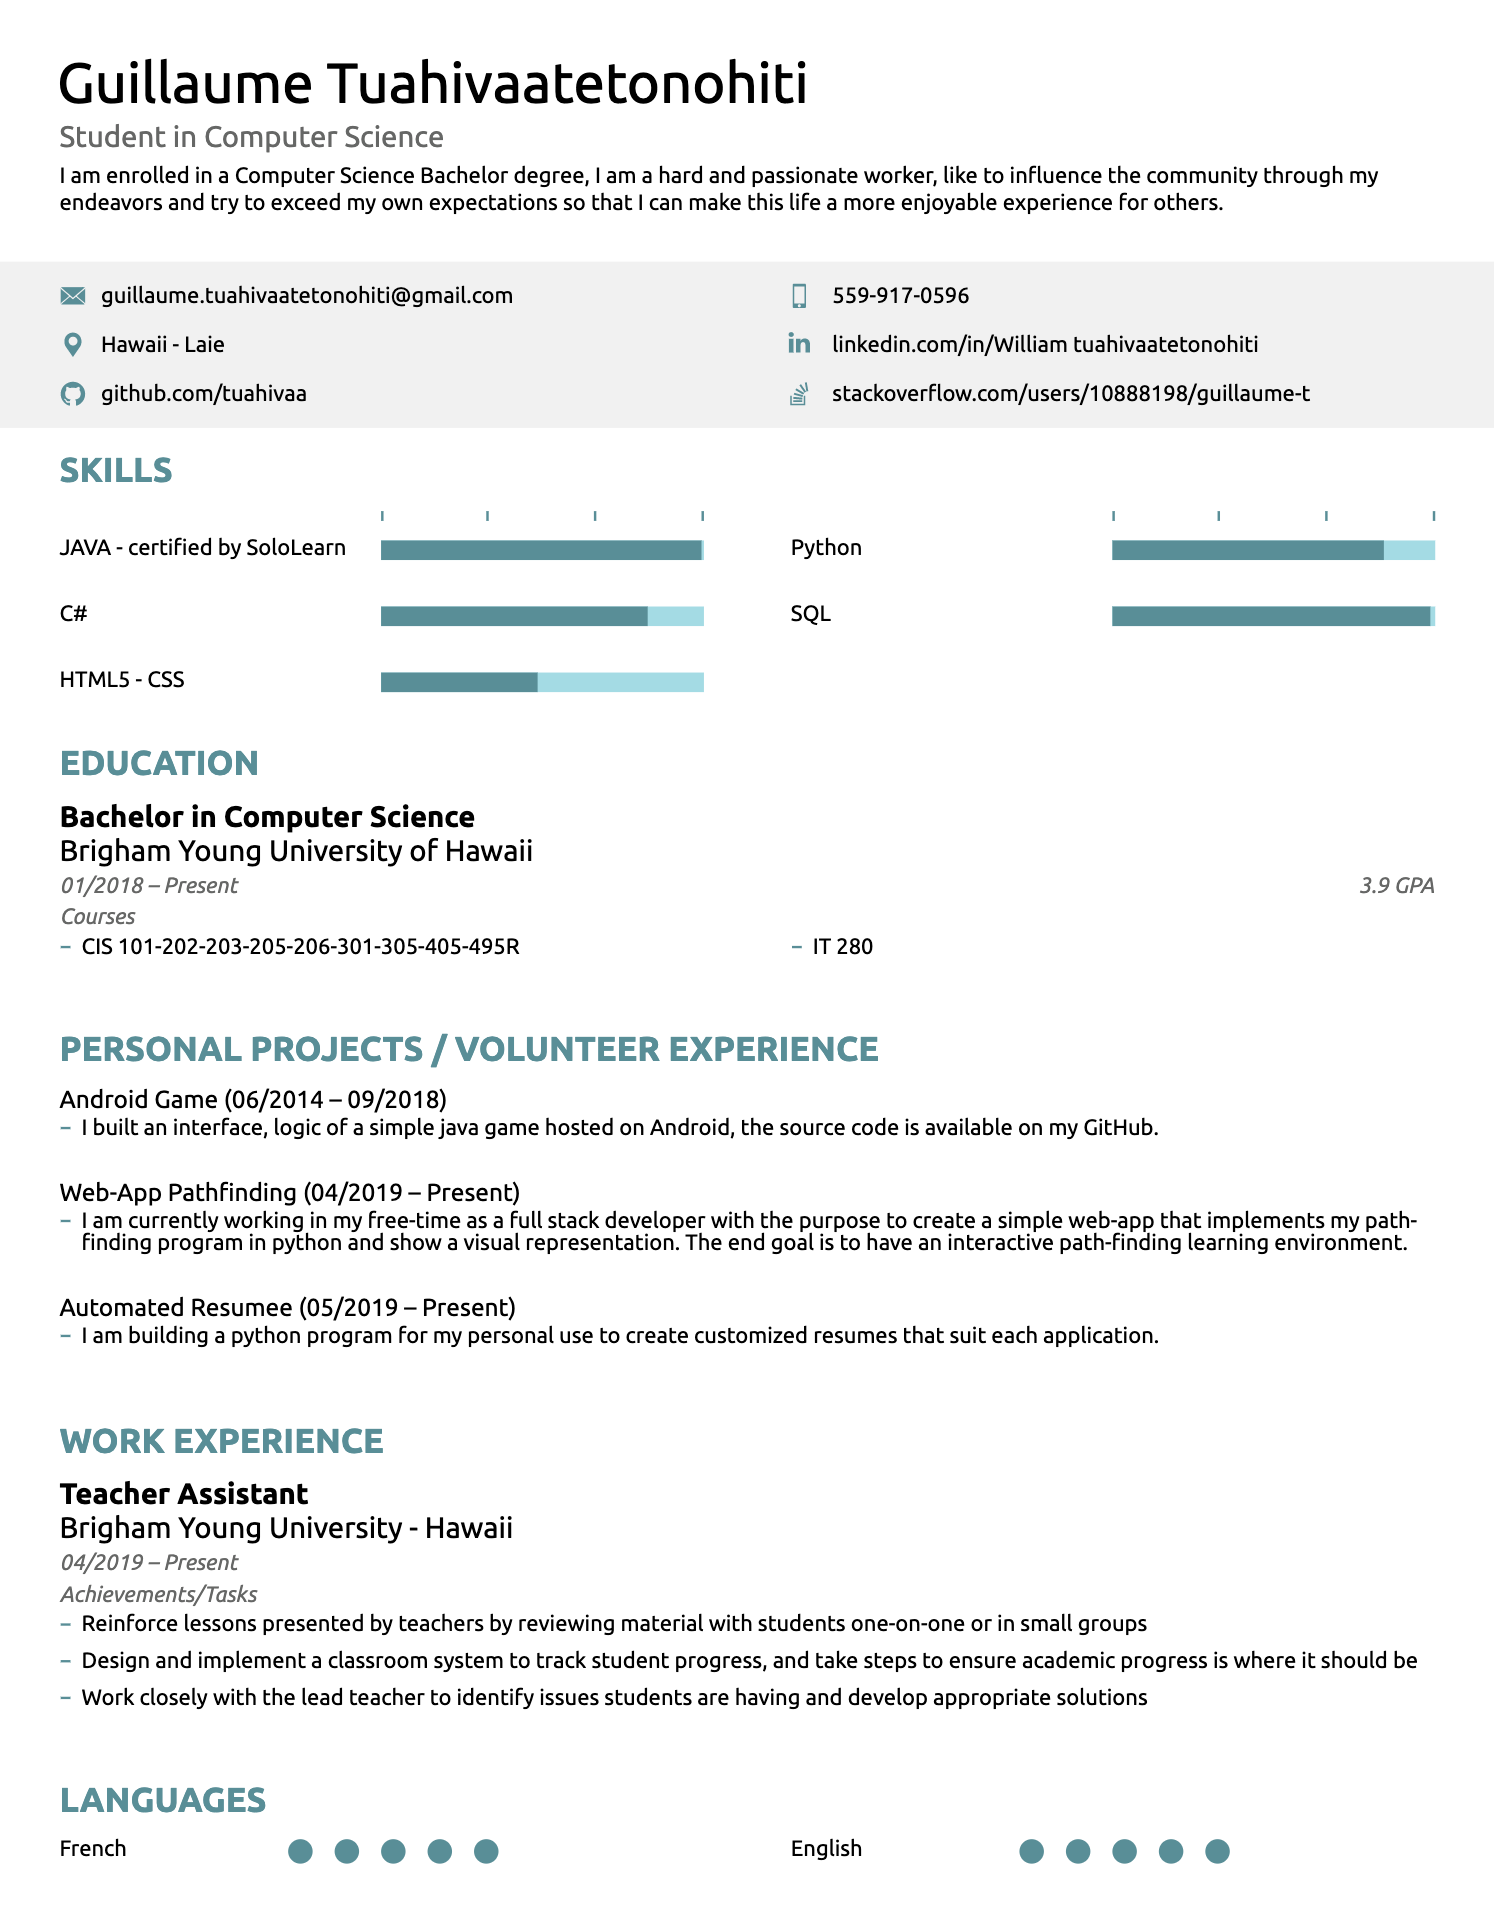 Guillaume Tuahivaatetonohiti
Student in Computer Science
I am enrolled in a Computer Science Bachelor degree, I am a hard and passionate worker, like to influence the community through my
endeavors and try to exceed my own expectations so that I can make this life a more enjoyable experience for others.
guillaume.tuahivaatetonohiti@gmail.com
559-917-0596
Hawaii - Laie
linkedin.com/in/William tuahivaatetonohiti
github.com/tuahivaa
stackoverflow.com/users/10888198/guillaume-t
SKILLS
JAVA - certified by SoloLearn
Python
C#
SQL
HTML5 - CSS
EDUCATION
Bachelor in Computer Science
Brigham Young University of Hawaii
01/2018 – Present
3.9 GPA
Courses
– CIS 101-202-203-205-206-301-305-405-495R
– IT 280
PERSONAL PROJECTS / VOLUNTEER EXPERIENCE
Android Game (06/2014 – 09/2018)
– I built an interface, logic of a simple java game hosted on Android, the source code is available on my GitHub.
Web-App Pathfinding (04/2019 – Present)
– I am currently working in my free-time as a full stack developer with the purpose to create a simple web-app that implements my path-
finding program in python and show a visual representation. The end goal is to have an interactive path-finding learning environment.
Automated Resumee (05/2019 – Present)
– I am building a python program for my personal use to create customized resumes that suit each application.
WORK EXPERIENCE
Teacher Assistant
Brigham Young University - Hawaii
04/2019 – Present
Achievements/Tasks
– Reinforce lessons presented by teachers by reviewing material with students one-on-one or in small groups
– Design and implement a classroom system to track student progress, and take steps to ensure academic progress is where it should be
– Work closely with the lead teacher to identify issues students are having and develop appropriate solutions
LANGUAGES
French
English